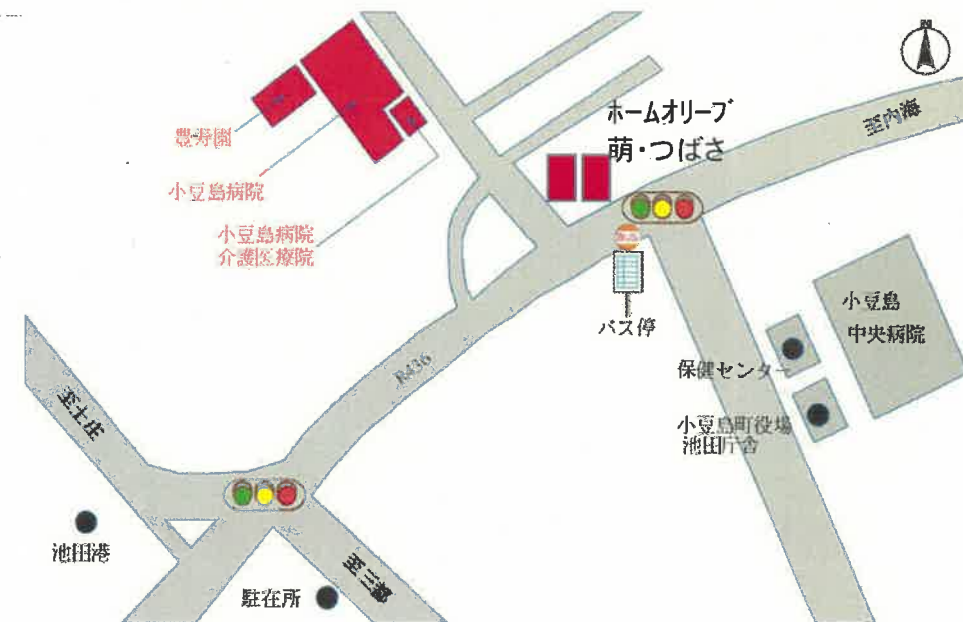 N
ホームオリーブ
萌・つばさ
至内海
豊寿園
小豆島病院
小豆島病院
介護医療院
バス停
小豆島
中央病院
保健センター
小豆島町役場
池田庁舎
R436
至土庄
池田港
至三都
駐在所